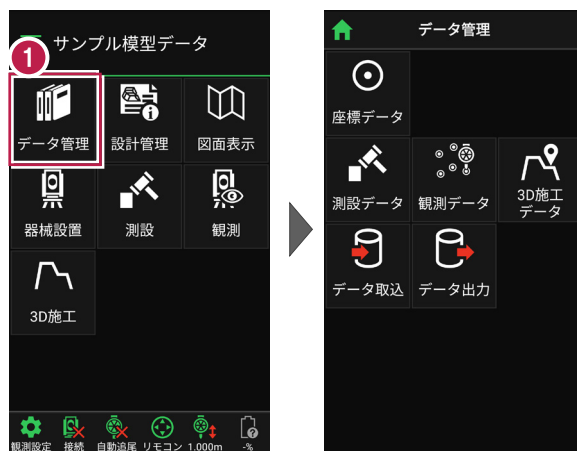 サンプル模型データ
1
データ管理
設計管理
図面表示
器械設置
測設
観測
3D施工
観測設定
接続
自動追尾
リモコン
1.000m
-%
データ管理
座標データ
測設データ
観測データ
3D施工
データ
データ取込
データ出力